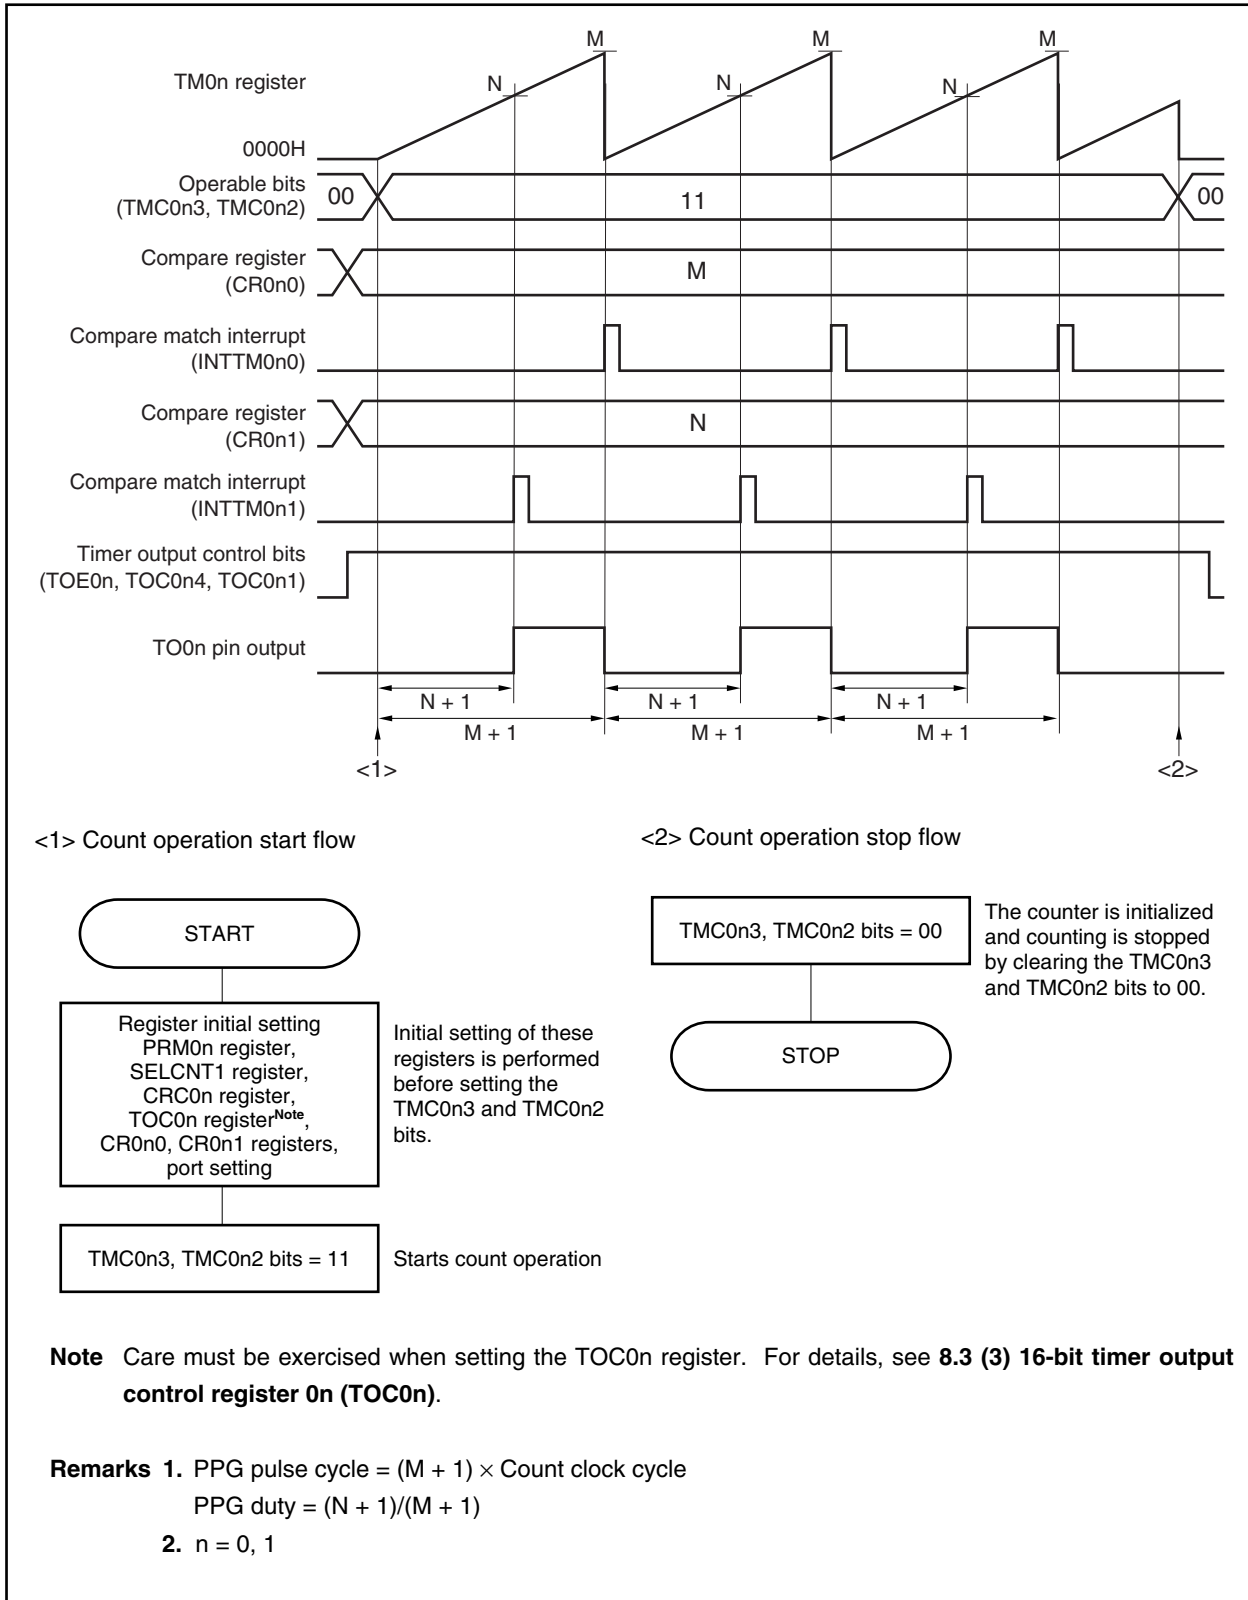 M
M
M
TM0n register
N
N
N
0000H
Operable bits
(TMC0n3, TMC0n2)
00
11
00
Compare register
(CR0n0)
M
Compare match interrupt
(INTTM0n0)
Compare register
(CR0n1)
N
Compare match interrupt
(INTTM0n1)
Timer output control bits
(TOE0n, TOC0n4, TOC0n1)
TO0n pin output
N + 1
N + 1
N + 1
M + 1
M + 1
M + 1
<1>
<2>
<1> Count operation start flow
START
Register initial setting
PRM0n register,
SELCNT1 register,
CRC0n register,
TOC0n registerNote,
CR0n0, CR0n1 registers,
port setting
Initial setting of these
registers is performed
before setting the
TMC0n3 and TMC0n2
bits.
TMC0n3, TMC0n2 bits = 11
Starts count operation
<2> Count operation stop flow
TMC0n3, TMC0n2 bits = 00
The counter is initialized
and counting is stopped
by clearing the TMC0n3
and TMC0n2 bits to 00.
STOP
Note Care must be exercised when setting the TOC0n register. For details, see 8.3 (3) 16-bit timer output
control register 0n (TOC0n).
Remarks 1. PPG pulse cycle = (M + 1) × Count clock cycle
PPG duty = (N + 1)/(M + 1)
2. n = 0, 1